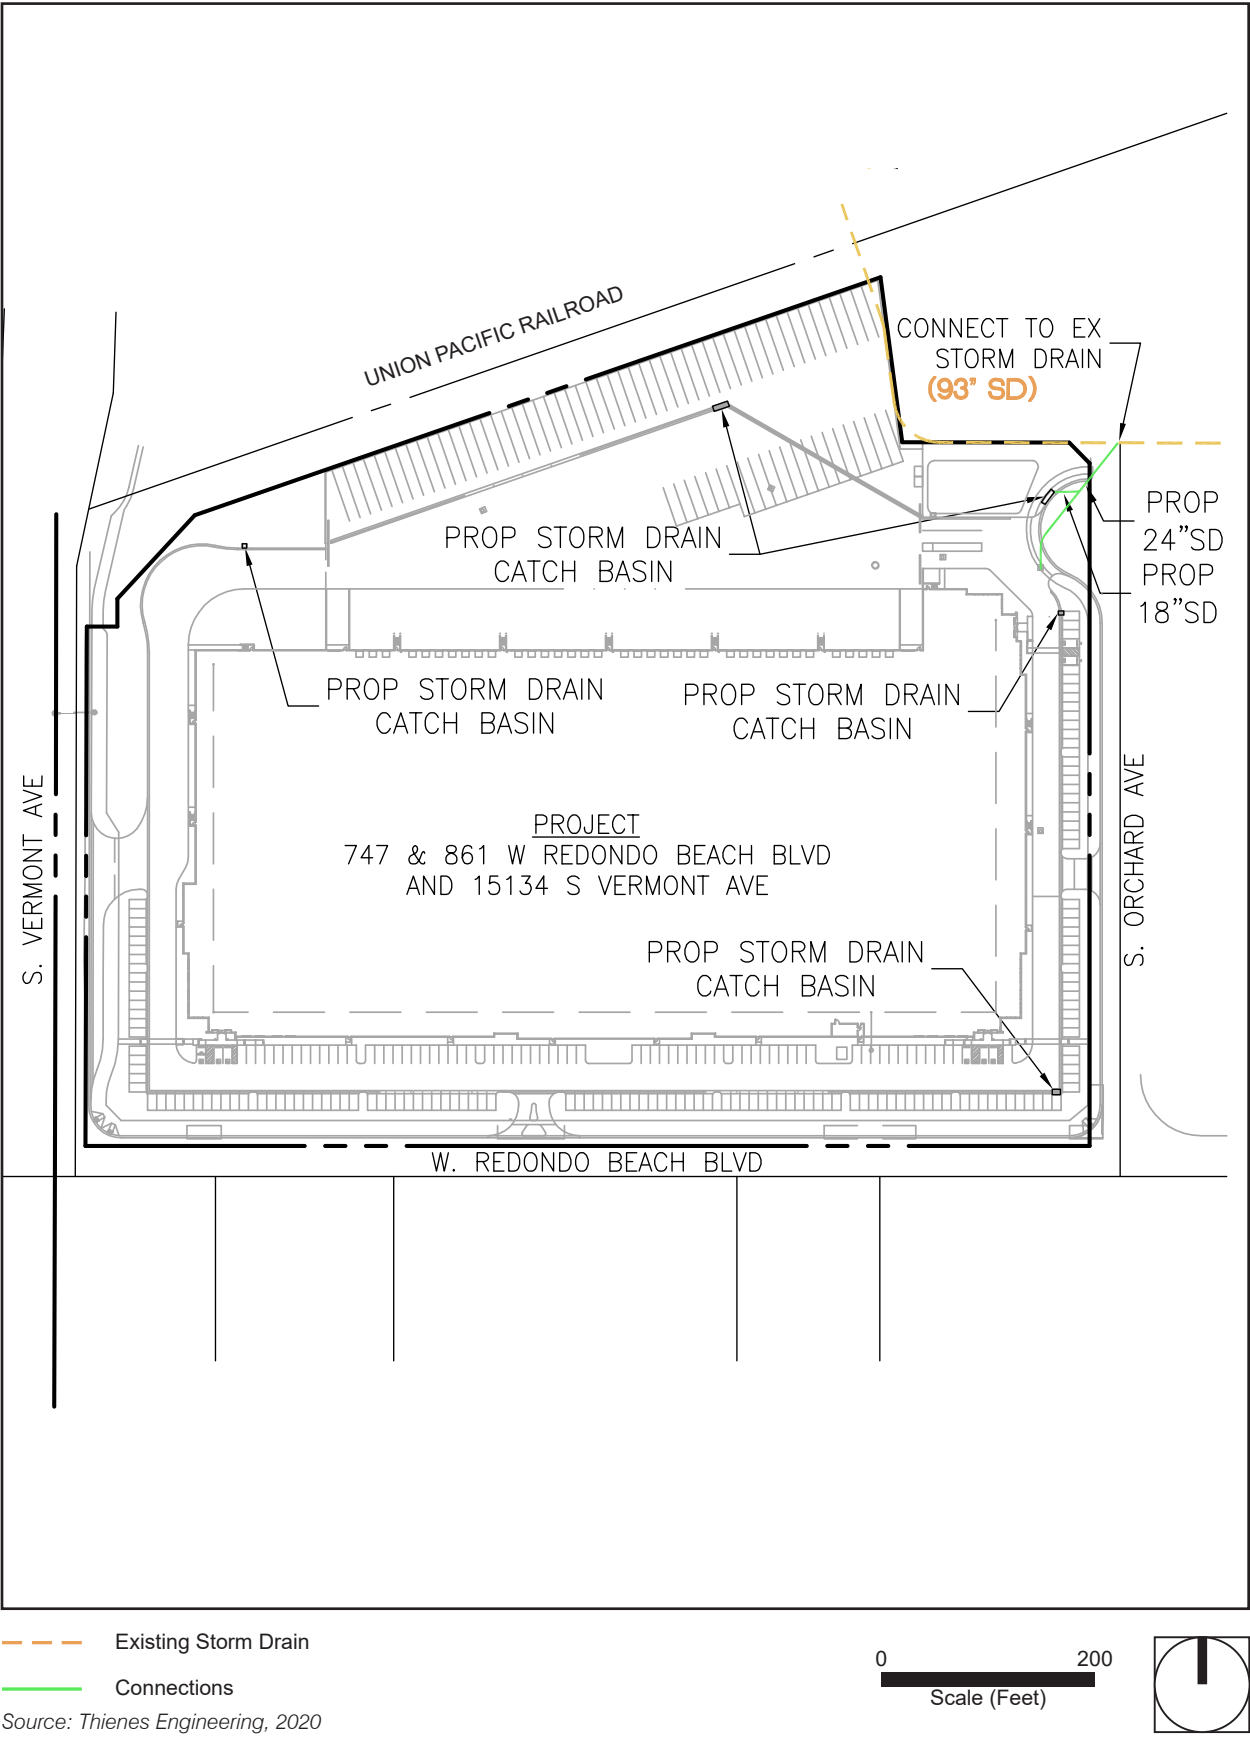 UNION PACIFIC RAILROAD
CONNECT TO EX
STORM DRAIN
(93" SD)
PROP
24"SD
PROP
18"SD
PROP STORM DRAIN
CATCH BASIN
PROP STORM DRAIN
CATCH BASIN
PROP STORM DRAIN
CATCH BASIN
S. VERMONT AVE
S. ORCHARD AVE
PROJECT
747 & 861 W REDONDO BEACH BLVD
AND 15134 S VERMONT AVE
PROP STORM DRAIN
CATCH BASIN
W. REDONDO BEACH BLVD
Existing Storm Drain
Connections
Source: Thienes Engineering, 2020
0 200
Scale (Feet)